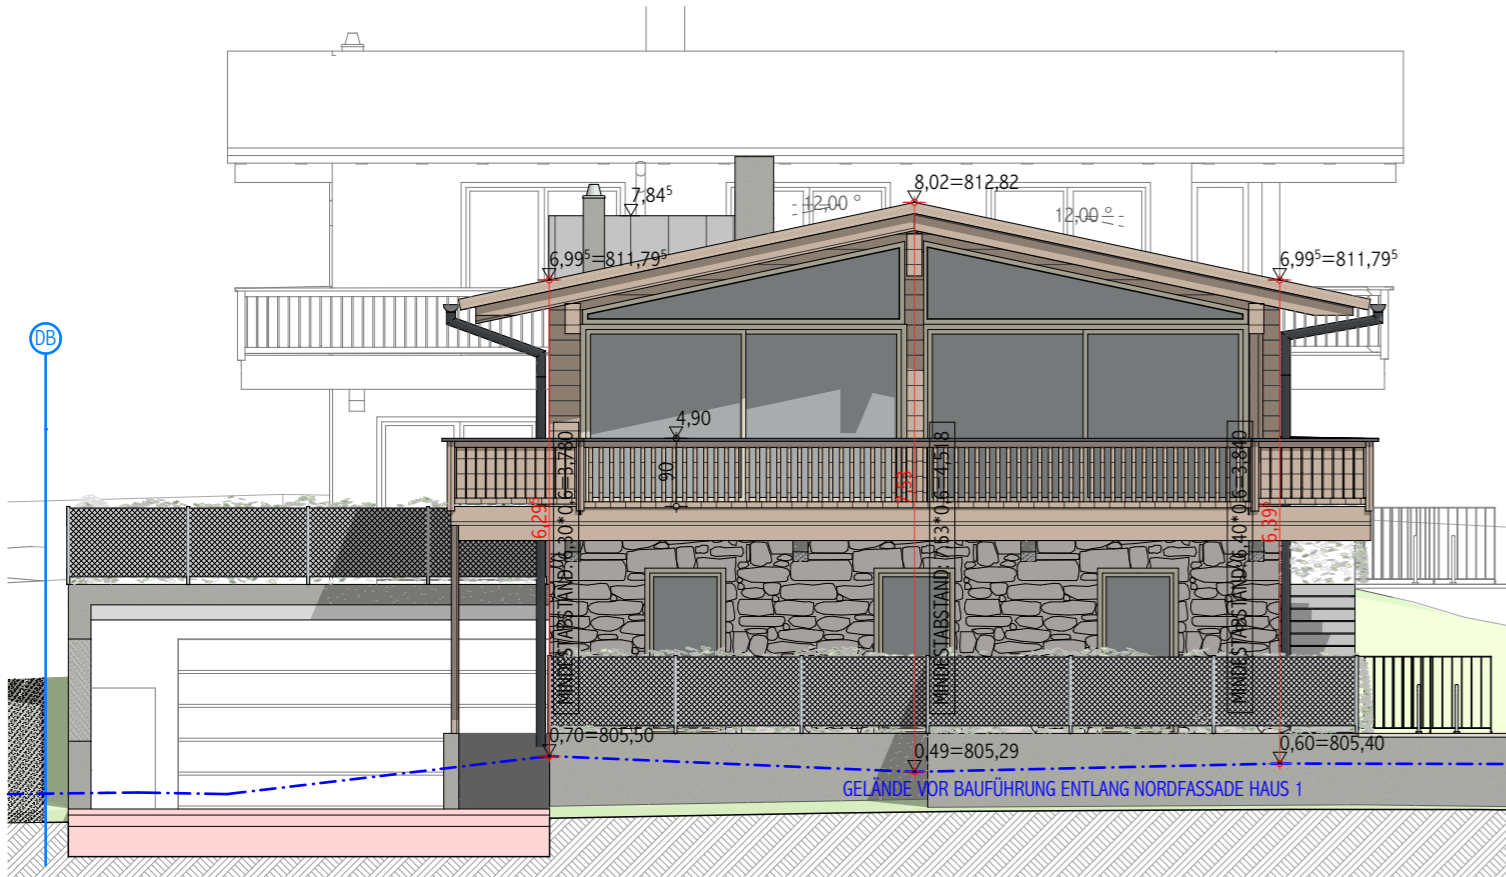 8,02=812,82
7,84⁵
12,00 °
12,00 °
6,99⁵=811,79⁵
6,99⁵=811,79⁵
DB
4,90
90
6,29⁵
MINDESTABSTAND: 6,30*0,6=3,780
7,53
MINDESTABSTAND: 7,53*0,6=4,518
MINDESTABSTAND: 6,40*0,6=3,840
6,39⁵
0,70=805,50
0,49=805,29
0,60=805,40
GELÄNDE VOR BAUFÜHRUNG ENTLANG NORDFASSADE HAUS 1